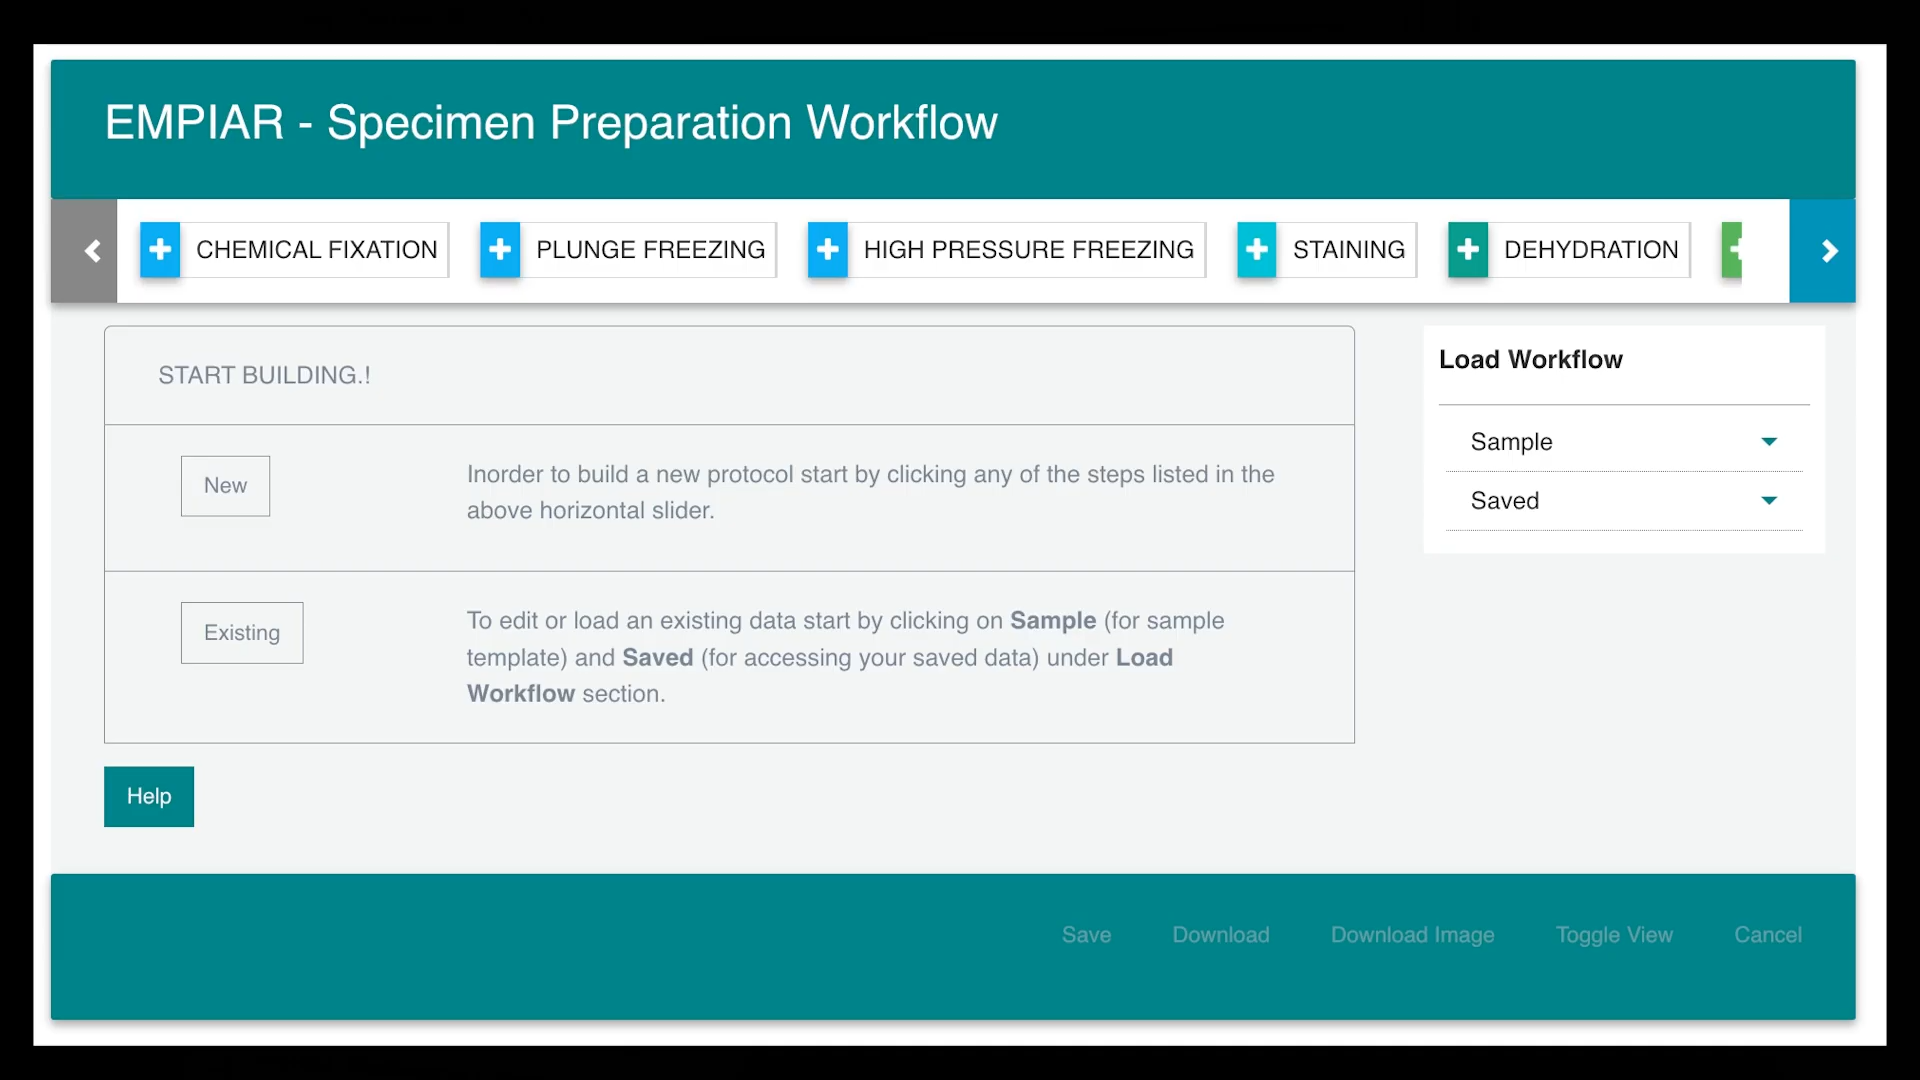 EMPIAR - Specimen Preparation Workflow
CHEMICAL FIXATION
PLUNGE FREEZING
HIGH PRESSURE FREEZING
STAINING
DEHYDRATION
START BUILDING.!
New
Inorder to build a new protocol start by clicking any of the steps listed in the
above horizontal slider.
Existing
To edit or load an existing data start by clicking on Sample (for sample
template) and Saved (for accessing your saved data) under Load
Workflow section.
Help
Load Workflow
Sample
Saved
Save
Download
Download Image
Toggle View
Cancel